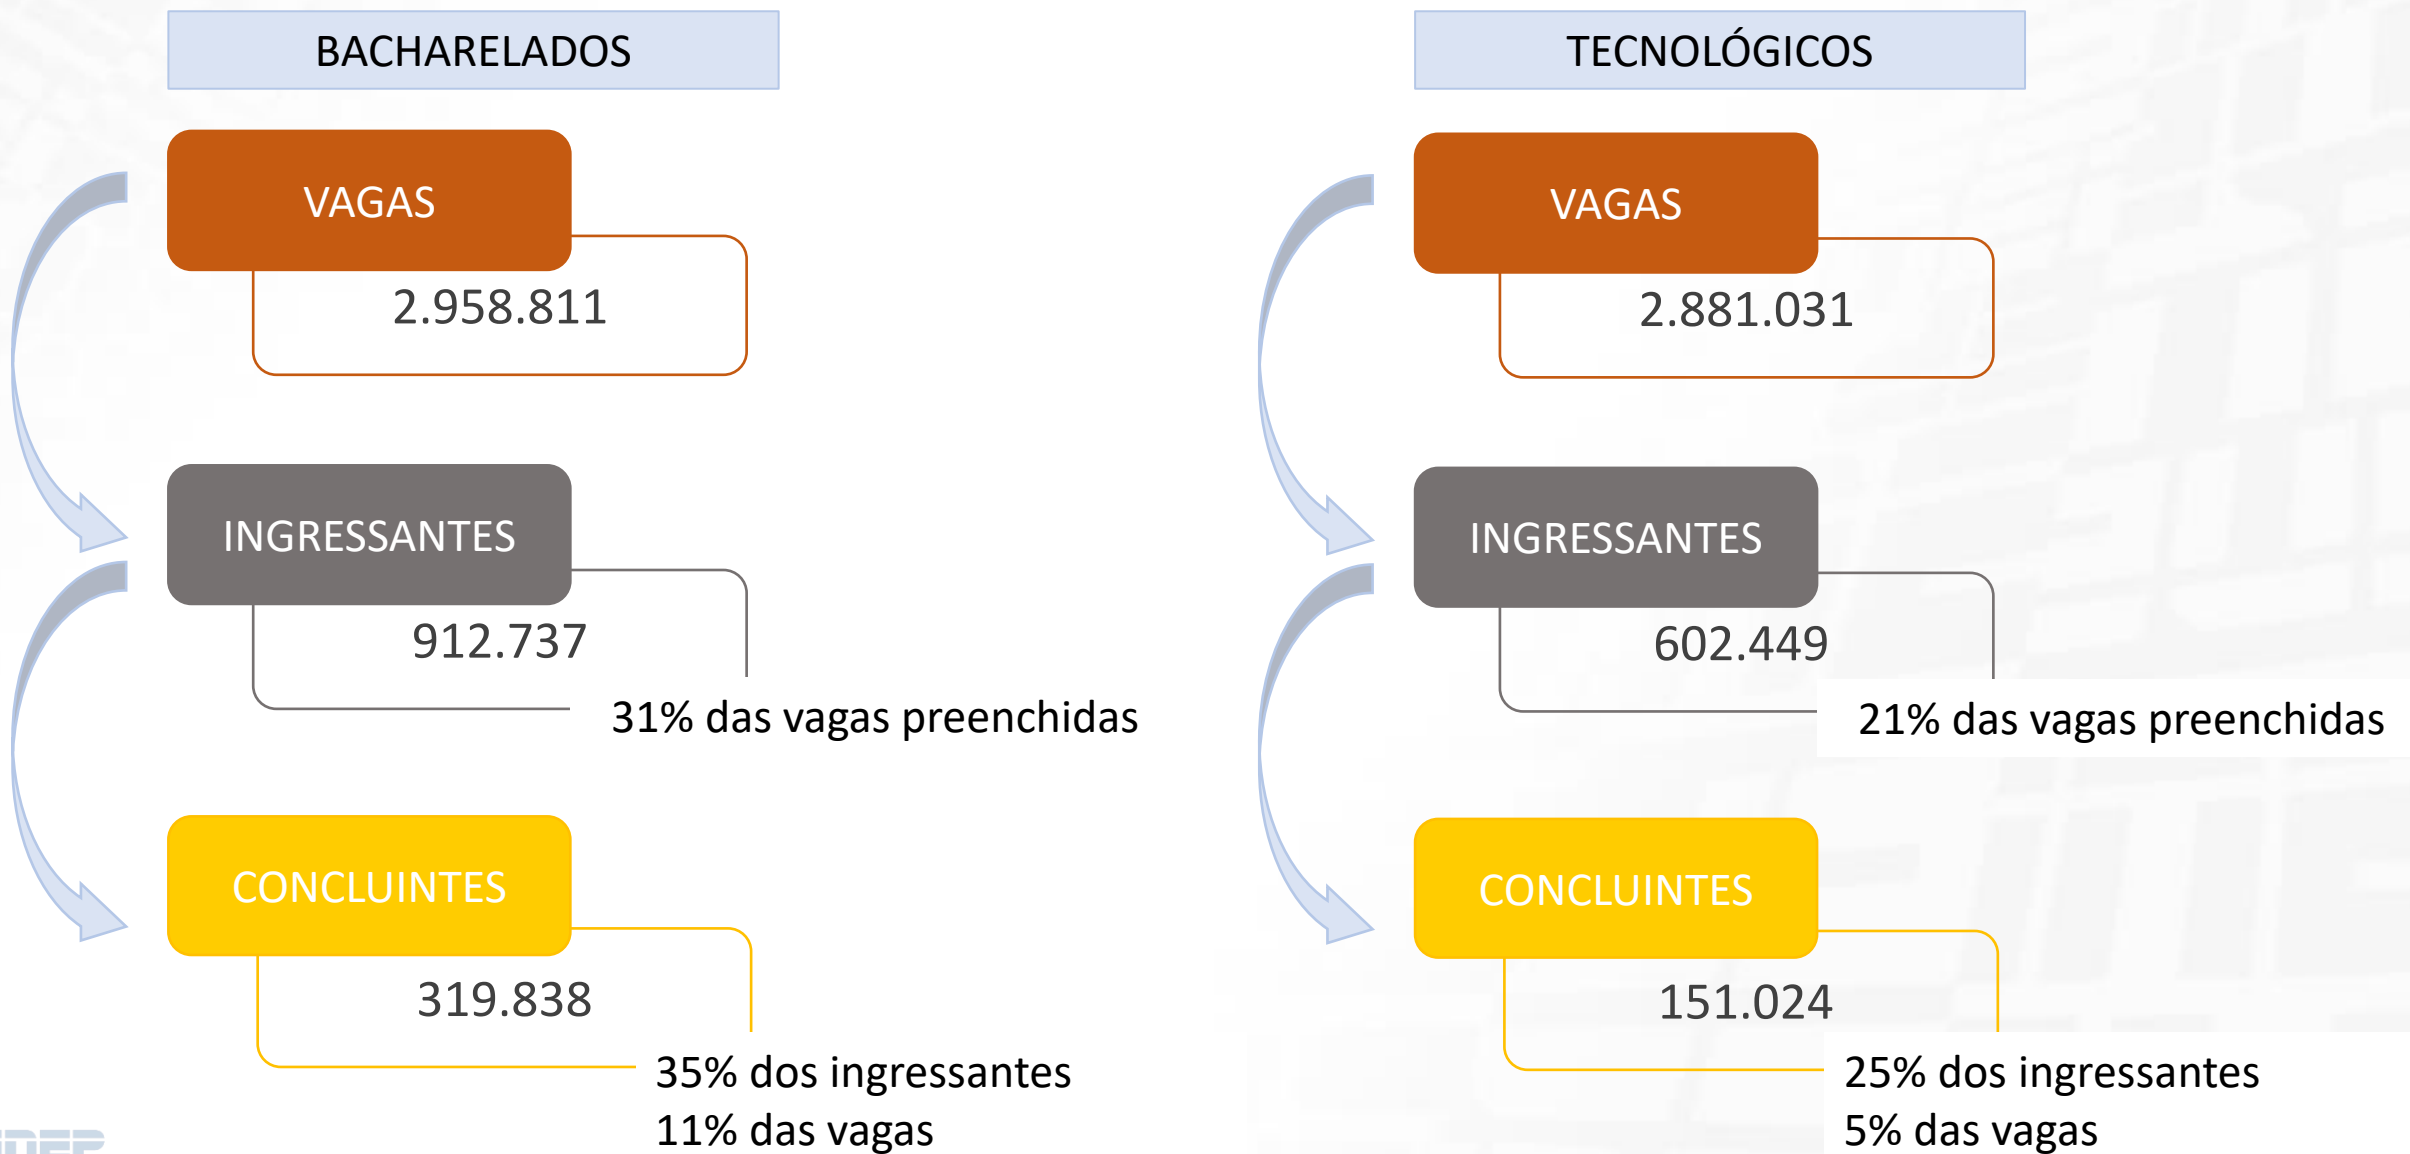 BACHARELADOS
VAGAS
2.958.811
INGRESSANTES
912.737
31% das vagas preenchidas
CONCLUINTES
319.838
35% dos ingressantes
11% das vagas
TECNOLÓGICOS
VAGAS
2.881.031
INGRESSANTES
602.449
21% das vagas preenchidas
CONCLUINTES
151.024
25% dos ingressantes
5% das vagas